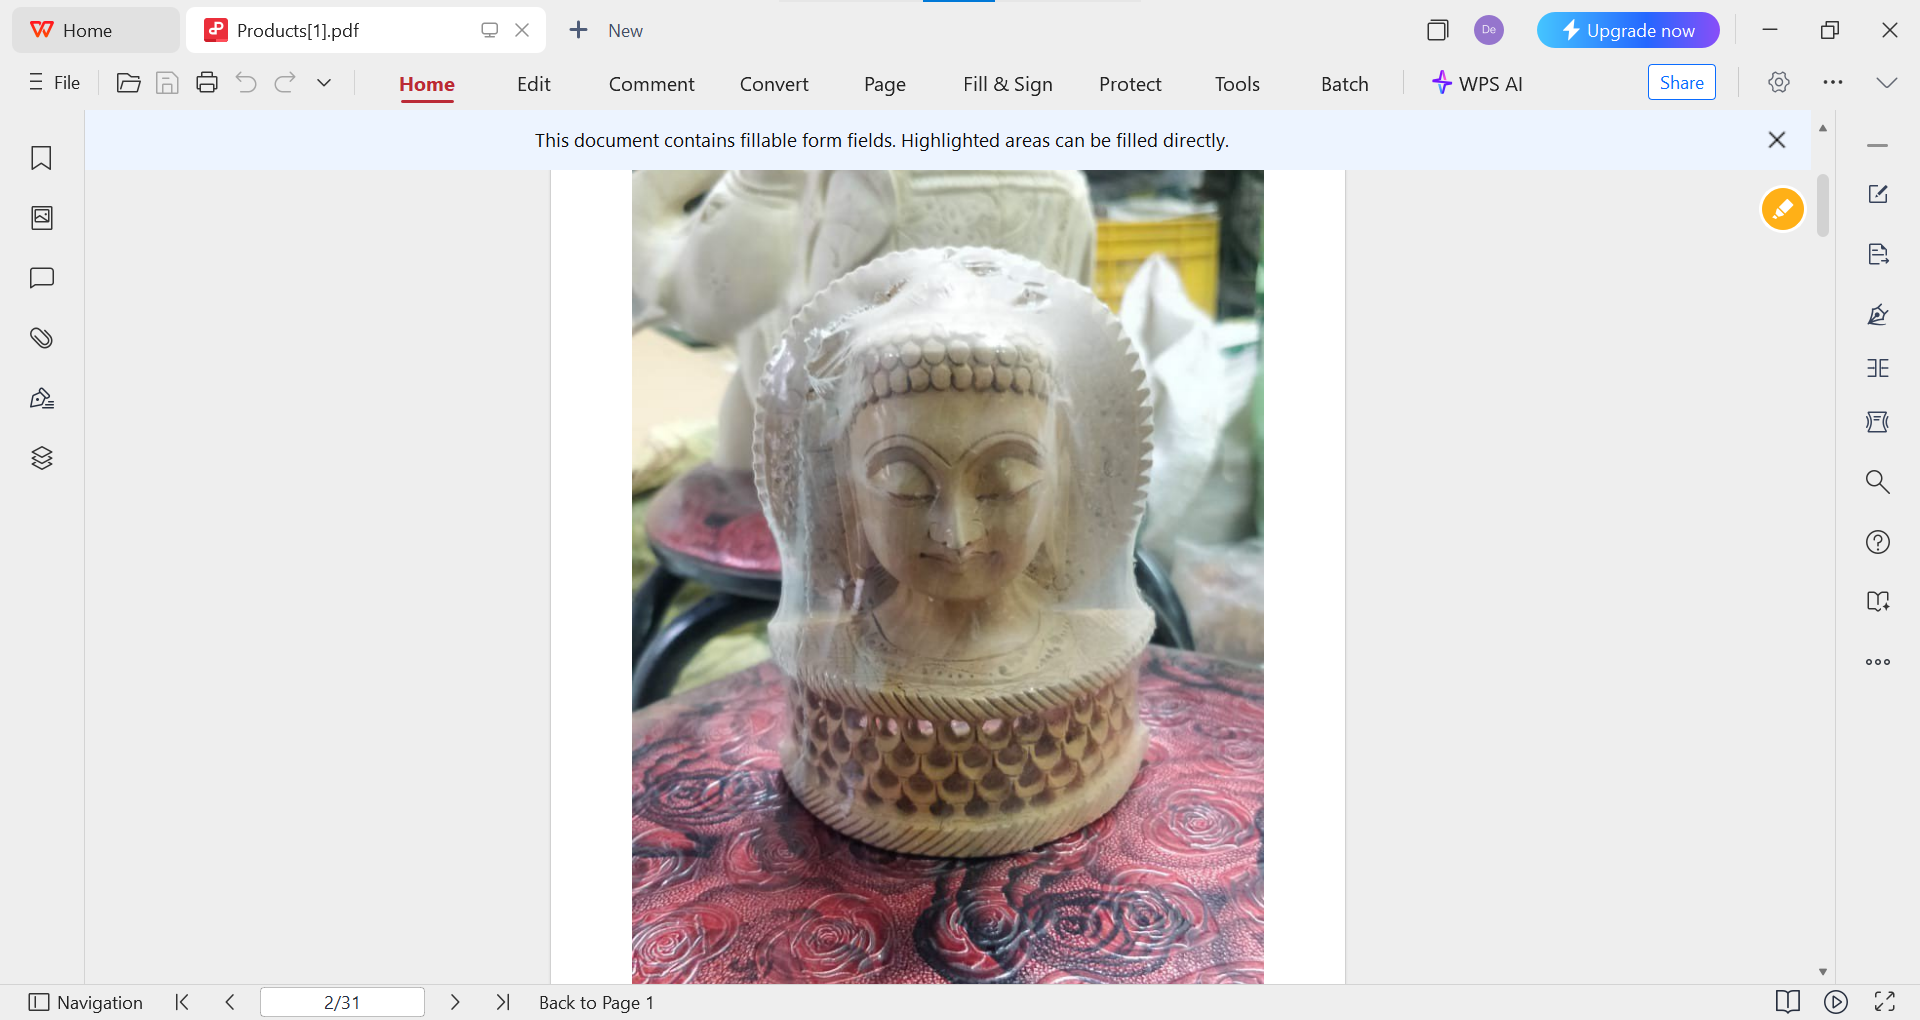 Home
Products[1].pdf
New
De
Upgrade now
File
Home
Edit
Comment
Convert
Page
Fill & Sign
Protect
Tools
Batch
WPS AI
Share
This document contains fillable form fields. Highlighted areas can be filled directly.
Navigation
2/31
Back to Page 1